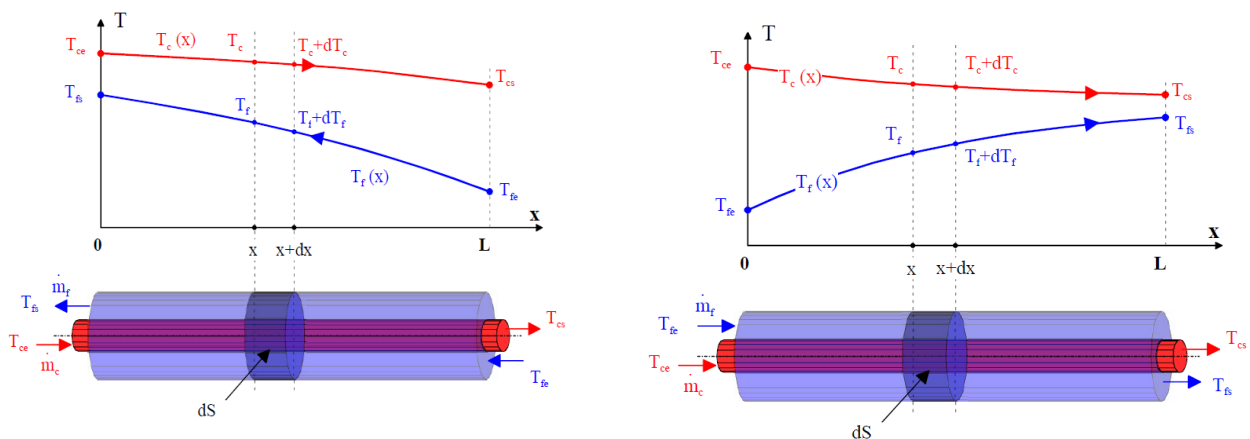 T
T_ce
T_c (x)
T_c
T_c+dT_c
T_cs
T_fs
T_f
T_f+dT_f
T_f (x)
T_fe
x
0
x
x+dx
L
ṁ_f
T_fs
T_cs
T_ce
ṁ_c
T_fe
dS
T
T_ce
T_c (x)
T_c
T_c+dT_c
T_cs
T_f
T_fs
T_f+dT_f
T_f (x)
T_fe
x
0
x
x+dx
L
ṁ_f
T_fe
T_cs
T_ce
ṁ_c
T_fs
dS